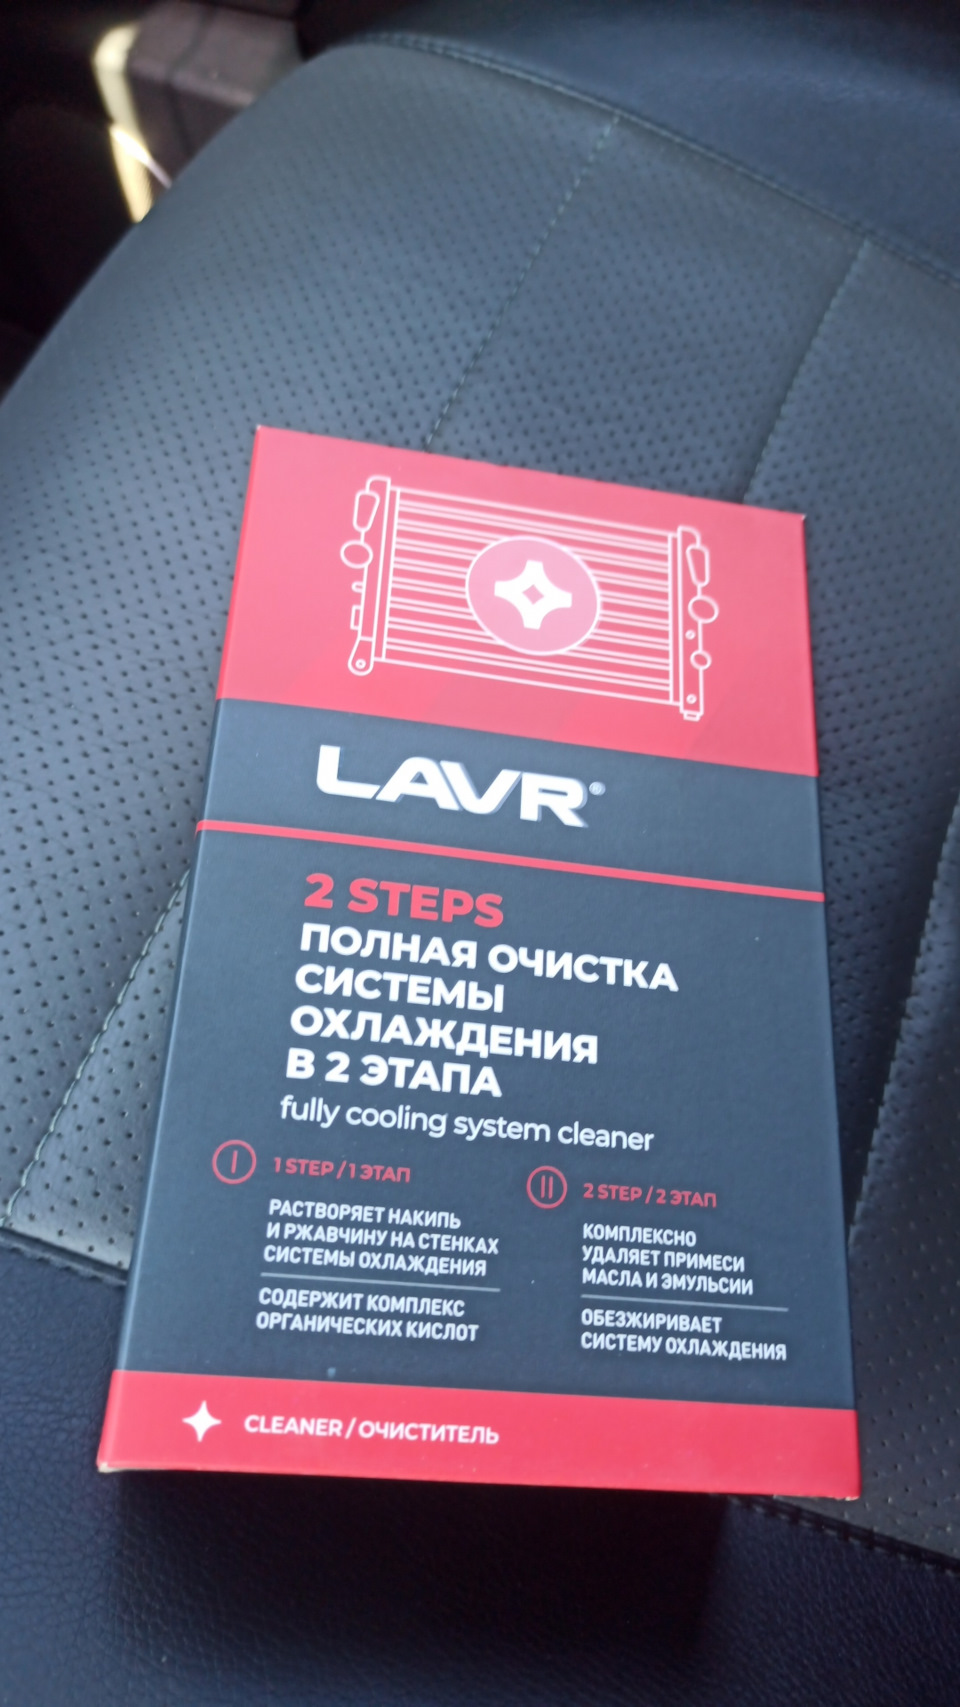 LAVR®
2 STEPS
ПОЛНАЯ ОЧИСТКА
СИСТЕМЫ
ОХЛАЖДЕНИЯ
В 2 ЭТАПА
fully cooling system cleaner
I 1 STEP / 1 ЭТАП
РАСТВОРЯЕТ НАКИПЬ
И РЖАВЧИНУ НА СТЕНКАХ
СИСТЕМЫ ОХЛАЖДЕНИЯ
СОДЕРЖИТ КОМПЛЕКС
ОРГАНИЧЕСКИХ КИСЛОТ
II 2 STEP / 2 ЭТАП
КОМПЛЕКСНО
УДАЛЯЕТ ПРИМЕСИ
МАСЛА И ЭМУЛЬСИИ
ОБЕЗЖИРИВАЕТ
СИСТЕМУ ОХЛАЖДЕНИЯ
CLEANER / ОЧИСТИТЕЛЬ